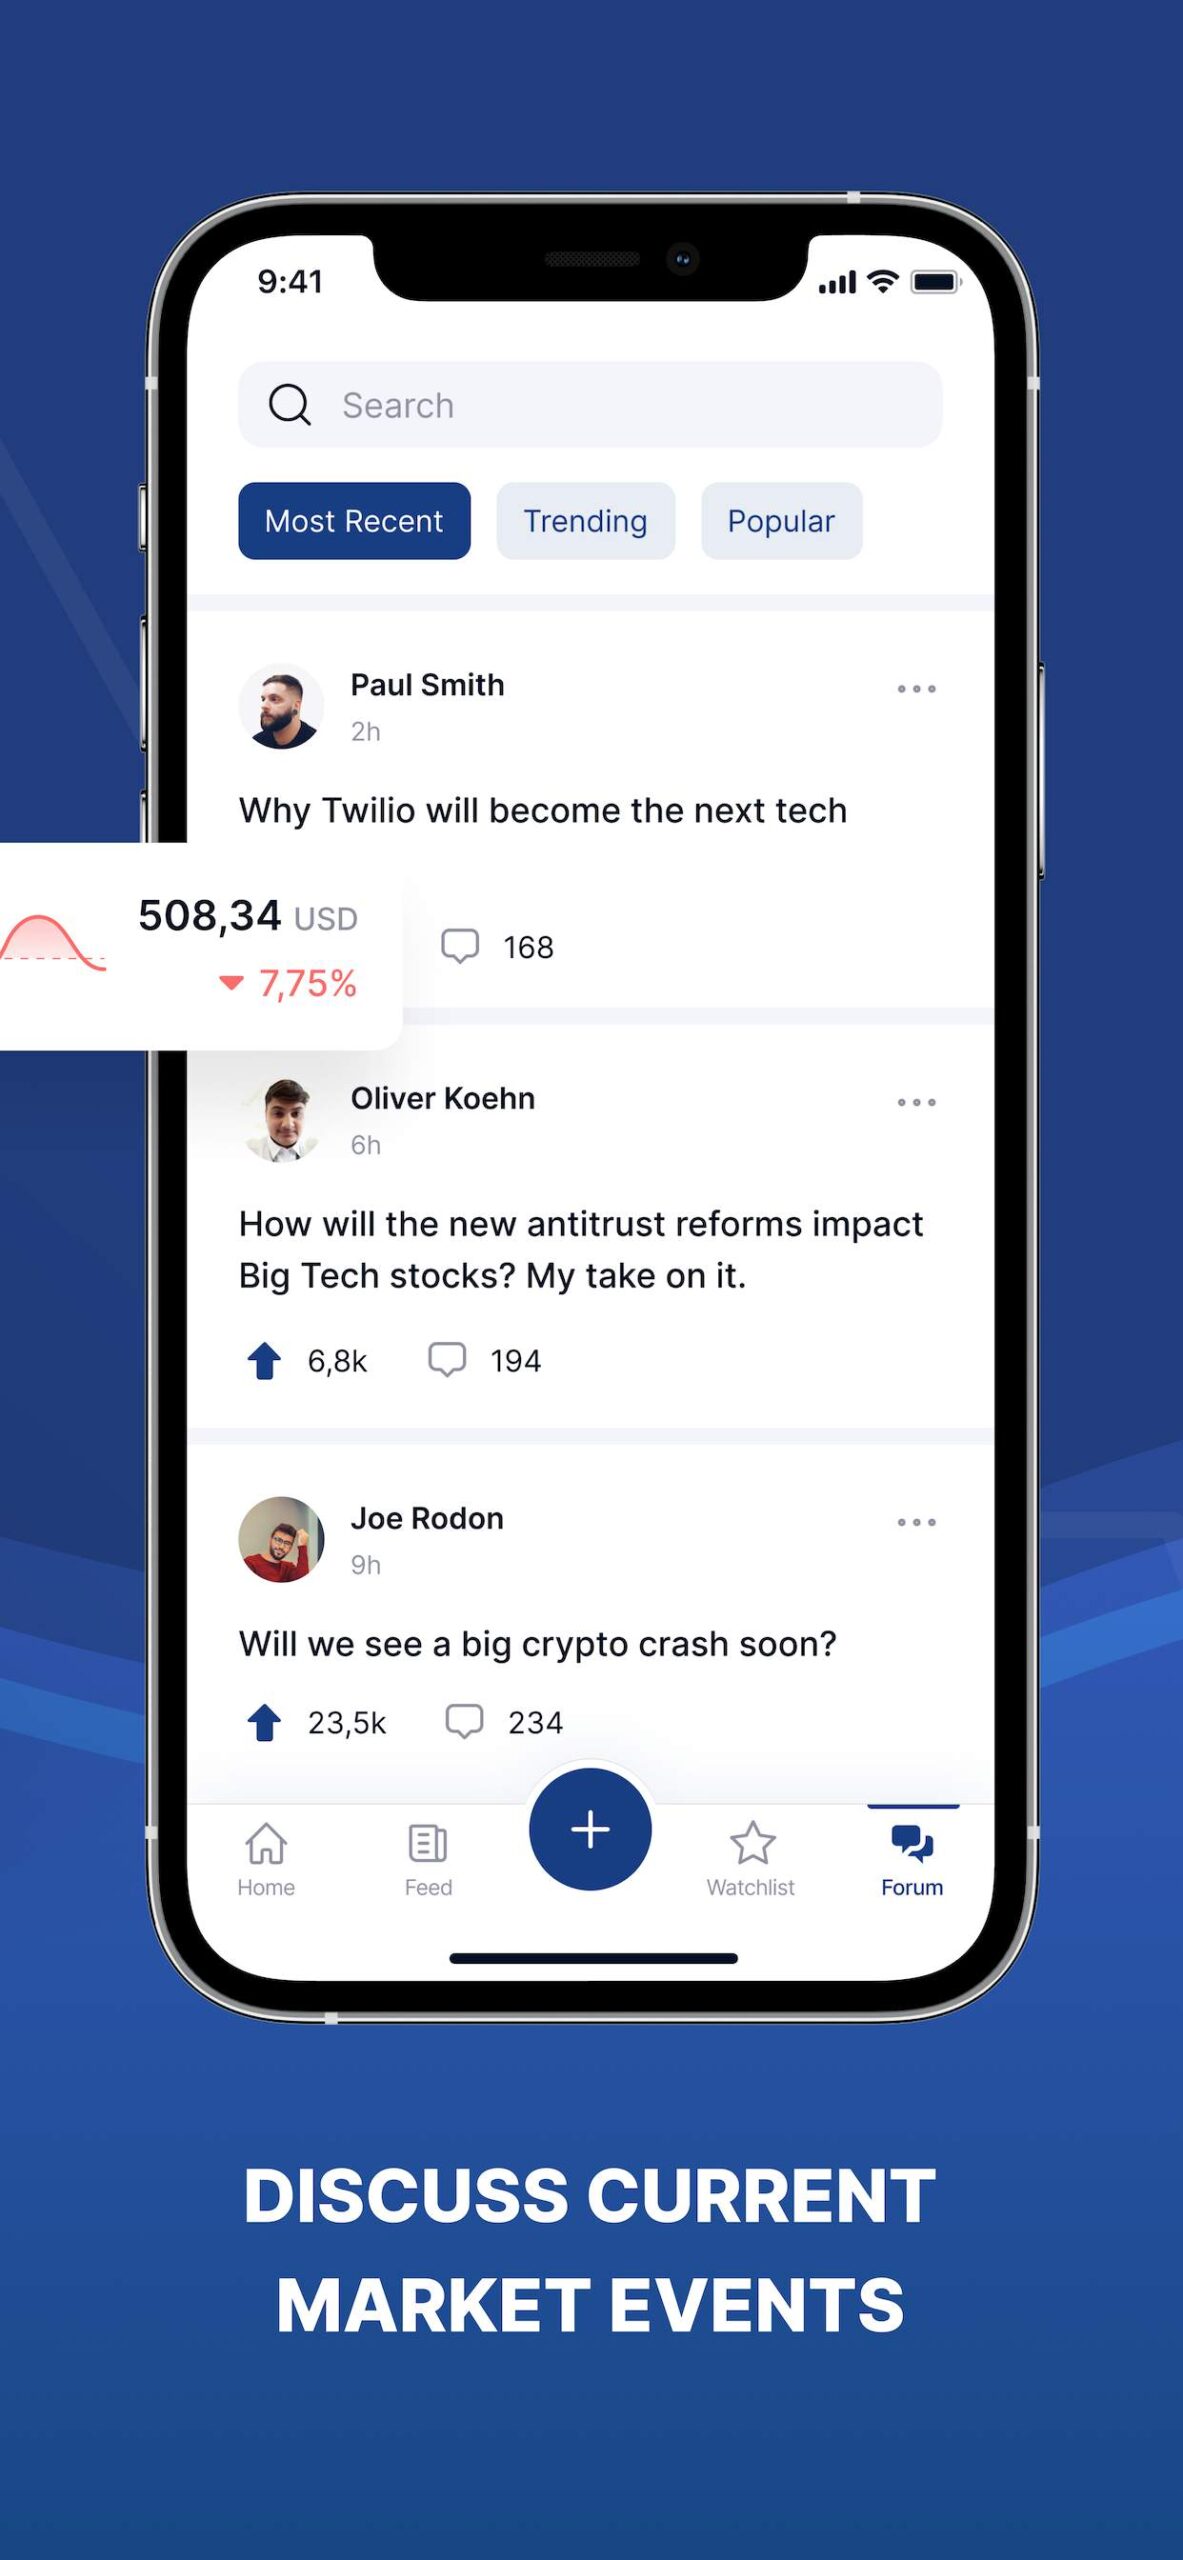 9:41
Search
Most Recent
Trending
Popular
Paul Smith
2h
Why Twilio will become the next tech
508,34 USD
7,75%
168
Oliver Koehn
6h
How will the new antitrust reforms impact
Big Tech stocks? My take on it.
6,8k
194
Joe Rodon
9h
Will we see a big crypto crash soon?
23,5k
234
Home
Feed
Watchlist
Forum
DISCUSS CURRENT
MARKET EVENTS